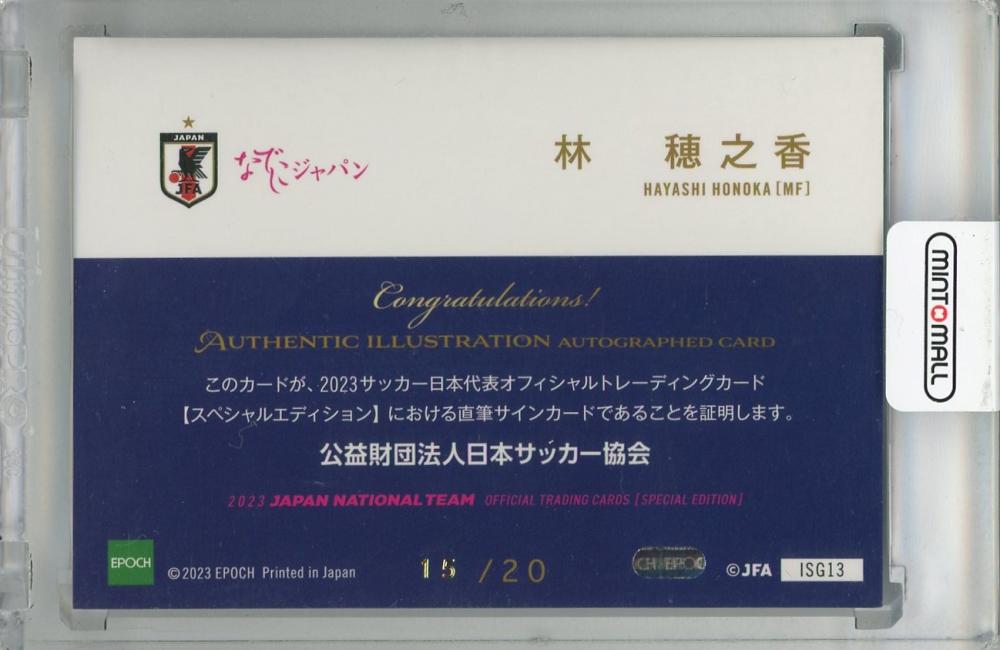 JAPAN
JFA
なでしこジャパン
林 穂之香
HAYASHI HONOKA [MF]
Congratulations!
AUTHENTIC ILLUSTRATION AUTOGRAPHED CARD
このカードが、2023サッカー日本代表オフィシャルトレーディングカード
【スペシャルエディション】における直筆サインカードであることを証明します。
公益財団法人日本サッカー協会
2023 JAPAN NATIONAL TEAM OFFICIAL TRADING CARDS [SPECIAL EDITION]
EPOCH
©2023 EPOCH Printed in Japan
15 /20
EPOC
©JFA
ISG13
MINT MALL